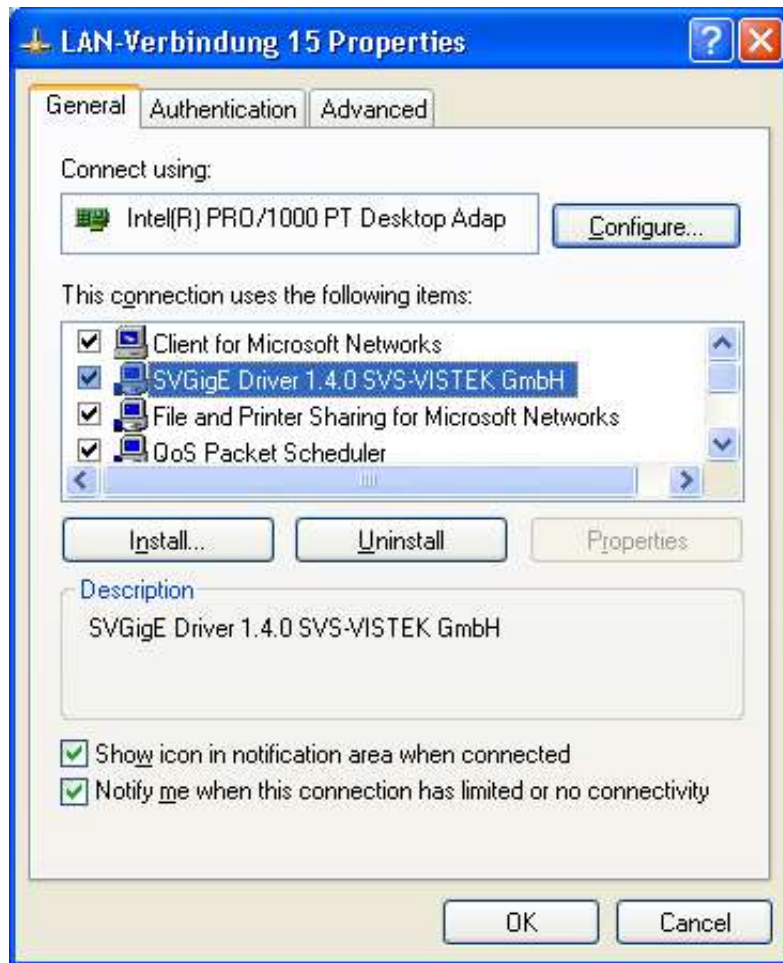 LAN-Verbindung 15 Properties
General Authentication Advanced
Connect using:
Intel(R) PRO/1000 PT Desktop Adap
Configure...
This connection uses the following items:
Client for Microsoft Networks
SVGigE Driver 1.4.0 SVS-VISTEK GmbH
File and Printer Sharing for Microsoft Networks
QoS Packet Scheduler
Install... Uninstall Properties
Description
SVGigE Driver 1.4.0 SVS-VISTEK GmbH
Show icon in notification area when connected
Notify me when this connection has limited or no connectivity
OK Cancel